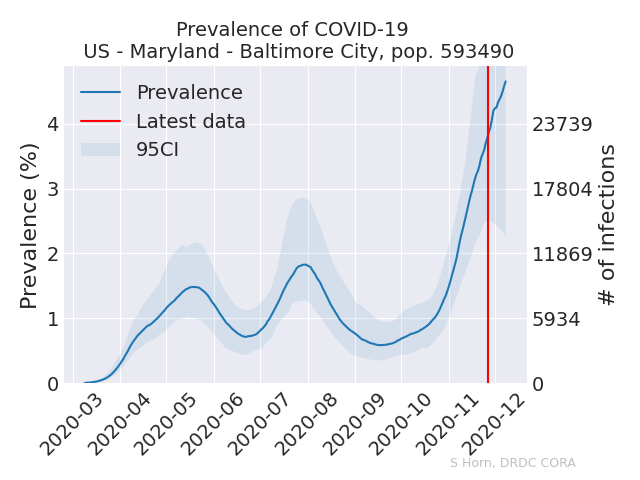 Prevalence of COVID-19
US - Maryland - Baltimore City, pop. 593490
Prevalence
Latest data
95CI
Prevalence (%)
4
3
2
1
0
23739
17804
11869
5934
0
# of infections
2020-03
2020-04
2020-05
2020-06
2020-07
2020-08
2020-09
2020-10
2020-11
2020-12
S Horn, DRDC CORA